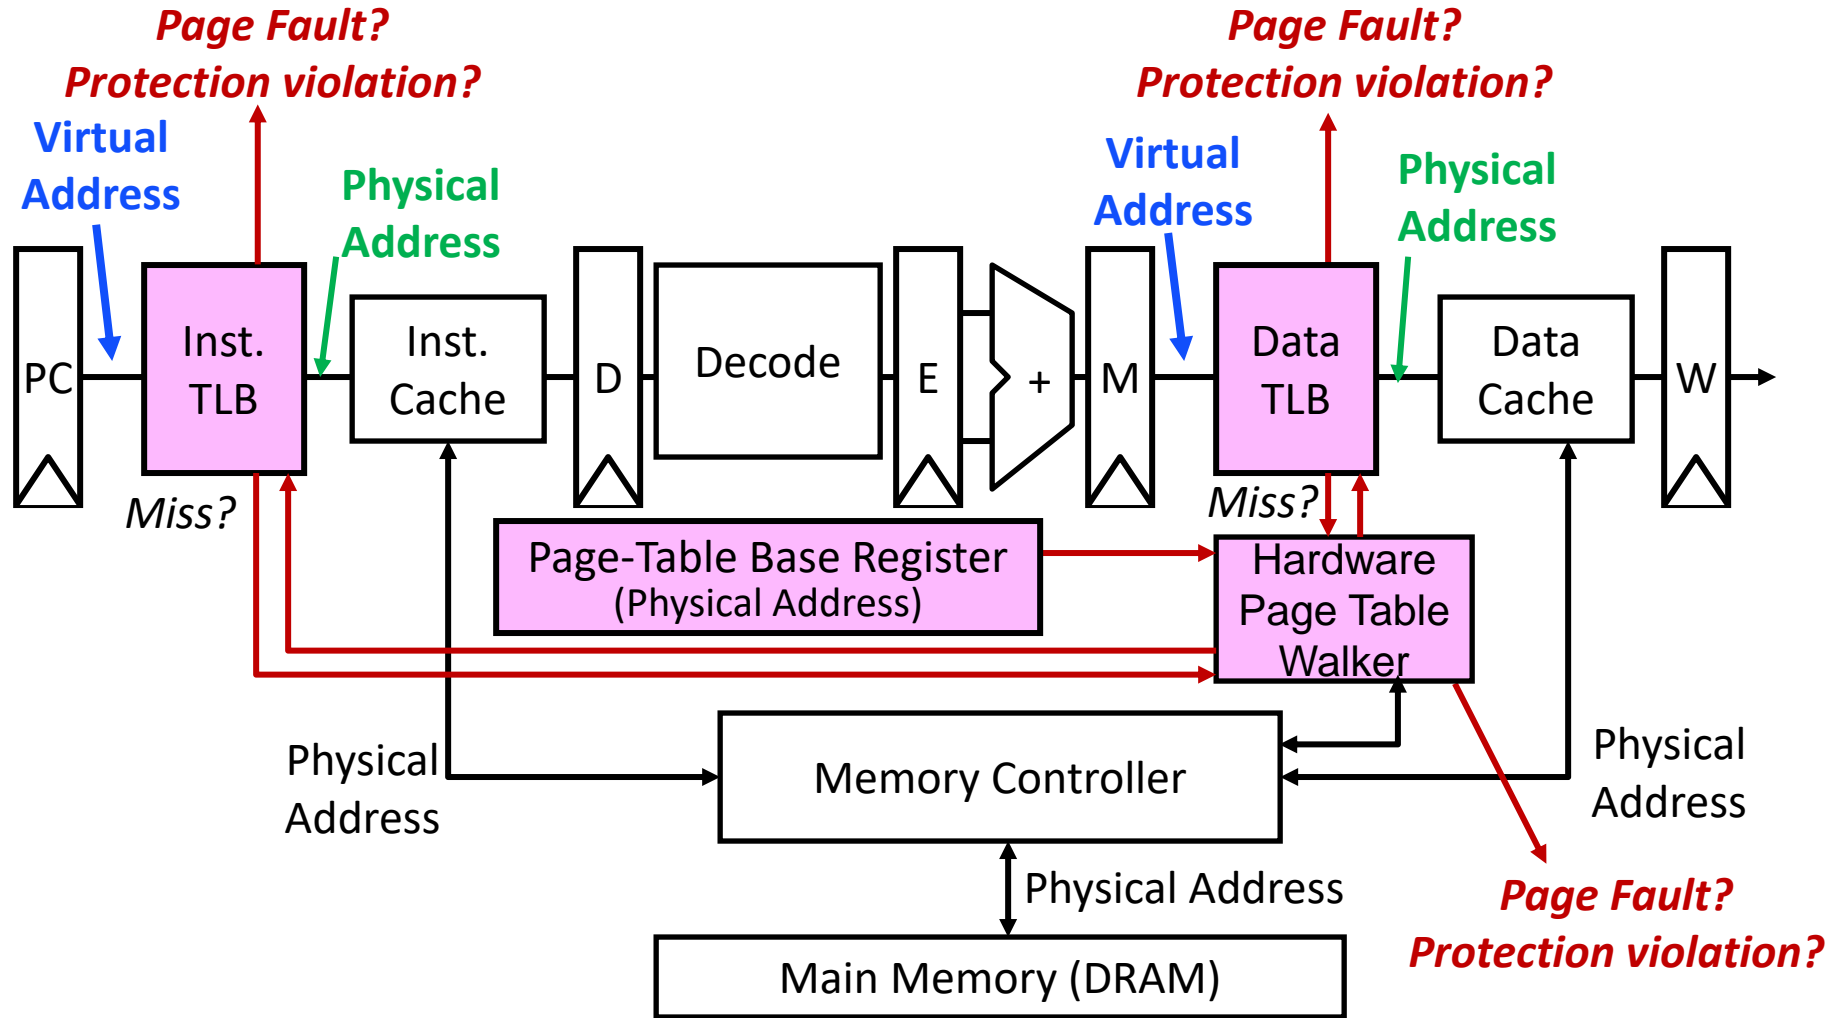 Page Fault?
Protection violation?
Page Fault?
Protection violation?
Virtual
Address
Physical
Address
Virtual
Address
Physical
Address
PC
Inst.
TLB
Inst.
Cache
D
Decode
E
+
M
Data
TLB
Data
Cache
W
Miss?
Miss?
Page-Table Base Register
(Physical Address)
Hardware
Page Table
Walker
Physical
Address
Memory Controller
Physical
Address
Physical Address
Page Fault?
Protection violation?
Main Memory (DRAM)